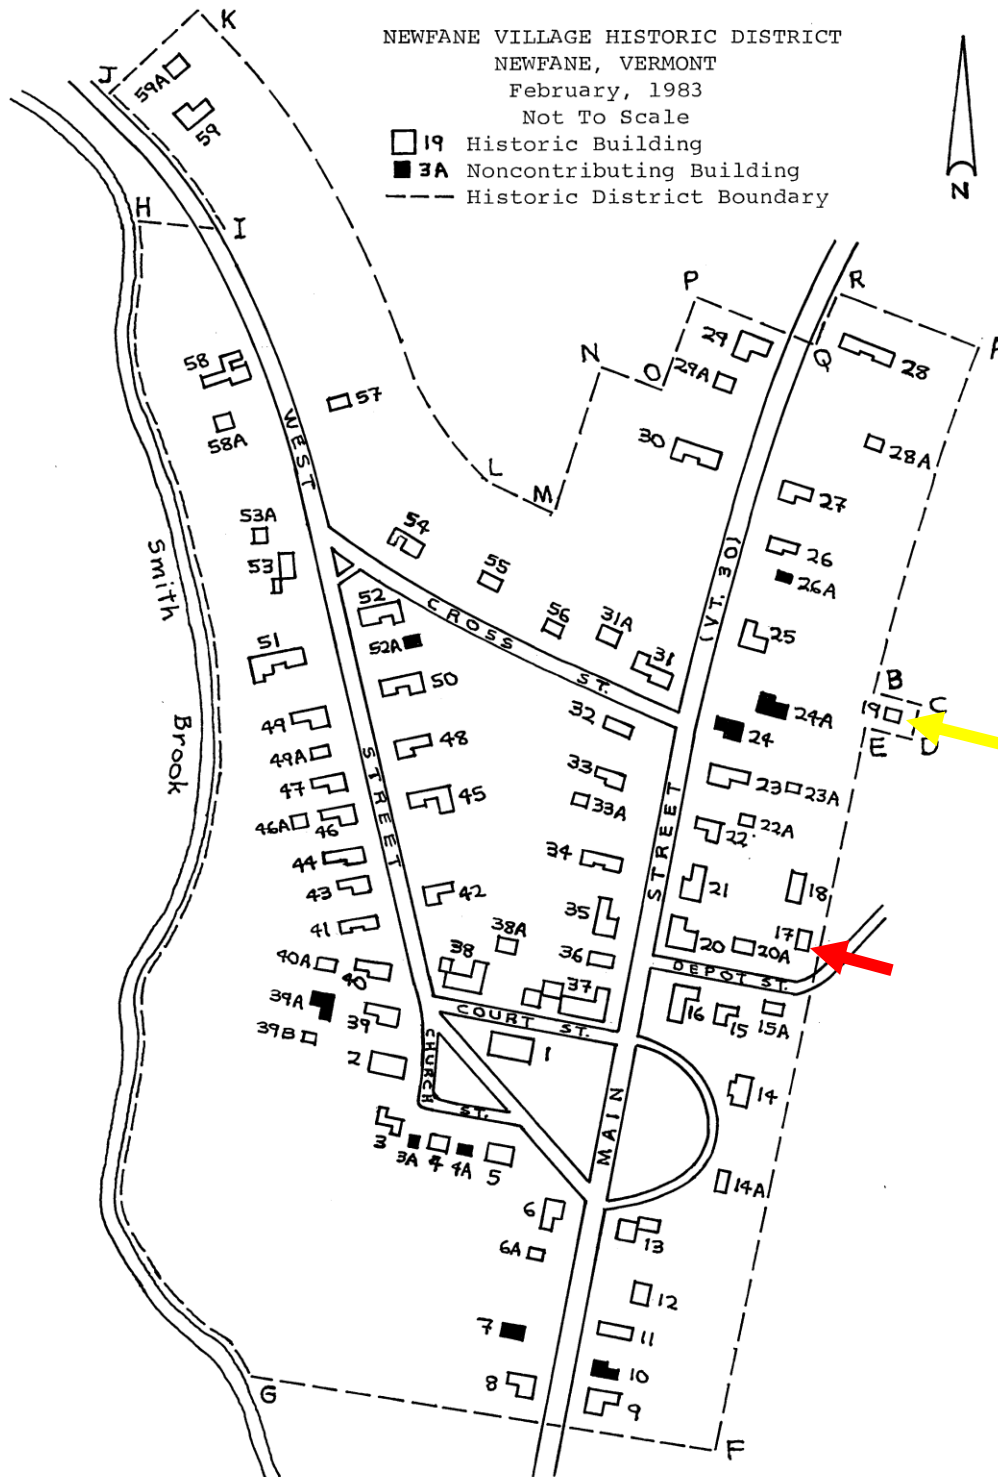 NEWFANE VILLAGE HISTORIC DISTRICT
NEWFANE, VERMONT
February, 1983
Not To Scale
19 Historic Building
3A Noncontributing Building
Historic District Boundary
N
K
J
59A
59
H
I
P
R
29
Q
28
A
N
O
29A
58
57
58A
WEST
30
28A
L
M
27
53A
54
53
55
26
26A
Smith
Brook
52
CROSS
ST.
56
31A
31
(VT. 30)
25
52A
51
50
B
C
19
E
D
49
32
24A
24
49A
48
STREET
47
33
23
23A
46A
46
45
33A
22
22A
44
34
STREET
43
42
21
18
41
35
38A
38
20
20A
17
40A
40
36
DEPOT ST.
39A
39
37
16
15
15A
39B
COURT ST.
2
CHURCH
ST.
1
14
MAIN
3
3A
4
4A
5
14A
6
13
6A
12
7
11
10
8
9
G
F